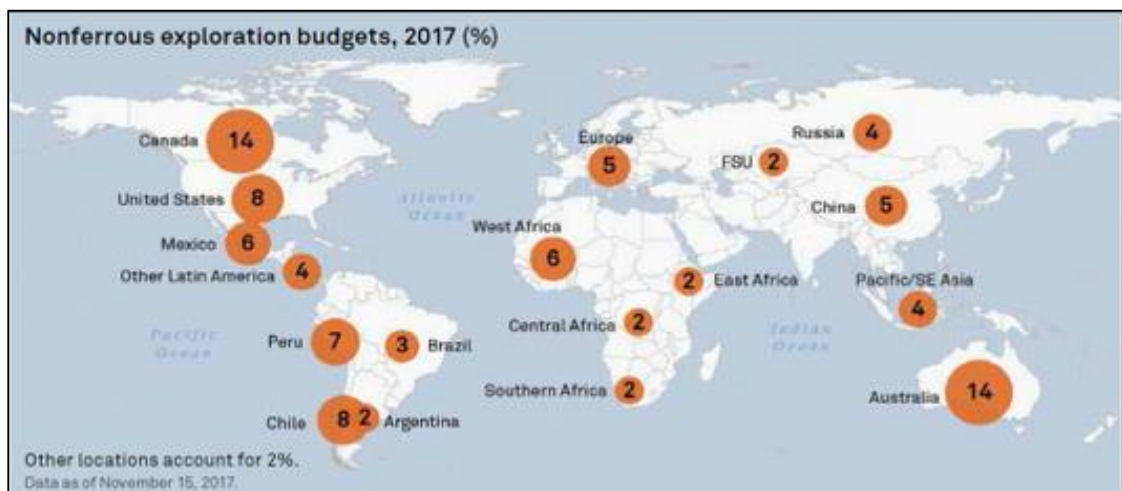 Nonferrous exploration budgets, 2017 (%)
Canada 14
United States 8
Mexico 6
Other Latin America 4
Peru 7
3 Brazil
Chile 8
2 Argentina
Atlantic
Ocean
Pacific
Ocean
Europe
5
West Africa
6
2 East Africa
Central Africa 2
Southern Africa 2
Russia 4
FSU 2
China 5
Pacific/SE Asia
4
Indian
Ocean
Australia 14
Other locations account for 2%.
Data as of November 15, 2017.